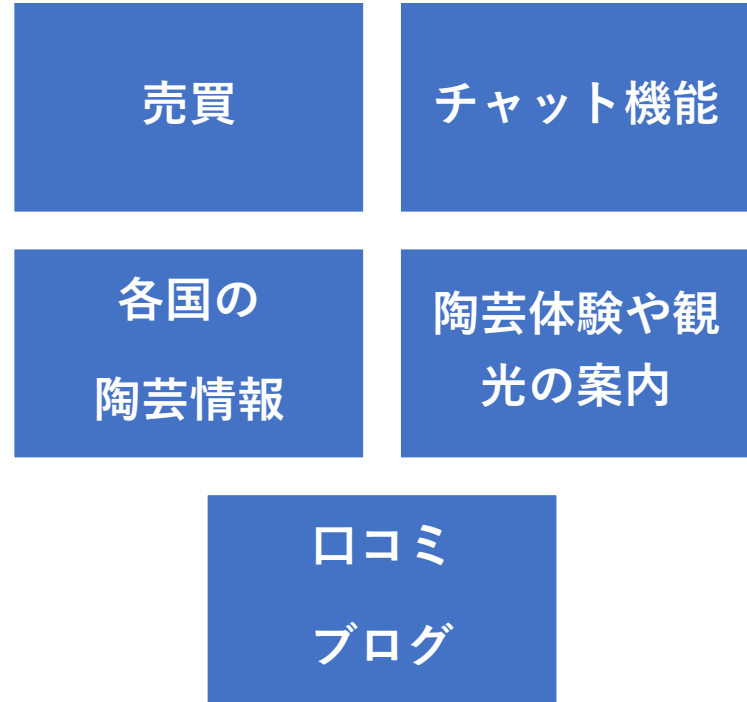 売買
チャット機能
各国の
陶芸情報
陶芸体験や観
光の案内
口コミ
ブログ